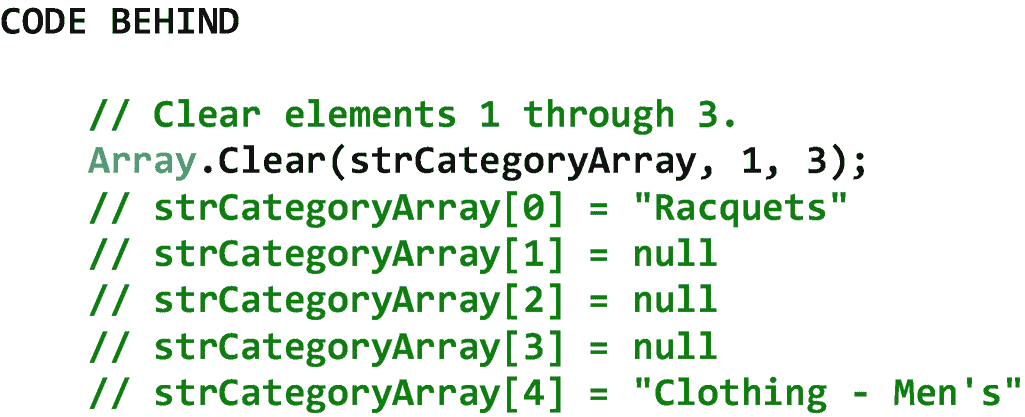 CODE BEHIND
// Clear elements 1 through 3.
Array.Clear(strCategoryArray, 1, 3);
// strCategoryArray[0] = "Racquets"
// strCategoryArray[1] = null
// strCategoryArray[2] = null
// strCategoryArray[3] = null
// strCategoryArray[4] = "Clothing - Men's"